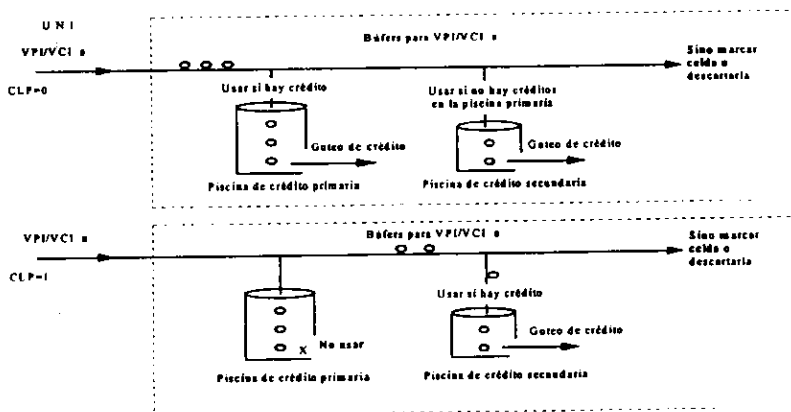 U N I
VPI/VCI a
CLP=0
Búfers para VPI/VCI a
Sino marcar
celda o
descartarla
Usar si hay crédito
Usar si no hay créditos
en la piscina primaria
Goteo de crédito
Goteo de crédito
Piscina de crédito primaria
Piscina de crédito secundaria
VPI/VCI a
CLP=1
Búfers para VPI/VCI a
Sino marcar
celda o
descartarla
Usar si hay crédito
X No usar
Goteo de crédito
Piscina de crédito primaria
Piscina de crédito secundaria